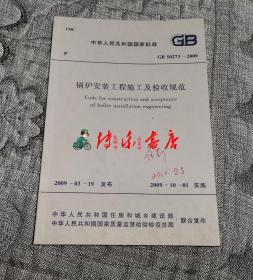 UDC
中华人民共和国国家标准
GB
P
GB 50273-2009
锅炉安装工程施工及验收规范
Code for construction and acceptance
of boiler installation engineering
书店
2009-03-19 发布
2009-10-01 实施
中华人民共和国住房和城乡建设部
中华人民共和国国家质量监督检验检疫总局
联合发布